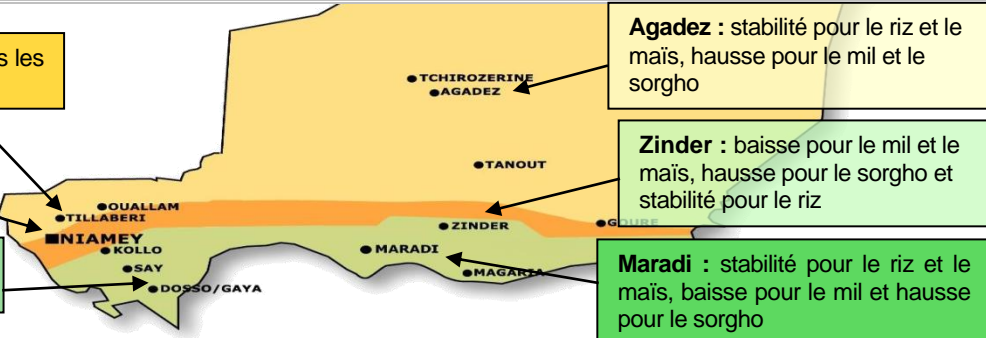 s les
Agadez : stabilité pour le riz et le
maïs, hausse pour le mil et le
sorgho
TCHIROZERINE
AGADEZ
Zinder : baisse pour le mil et le
maïs, hausse pour le sorgho et
stabilité pour le riz
TANOUT
OUALLAM
TILLABERI
ZINDER
GOURE
NIAMEY
KOLLO
MARADI
SAY
MAGARIA
DOSSO/GAYA
Maradi : stabilité pour le riz et le
maïs, baisse pour le mil et hausse
pour le sorgho